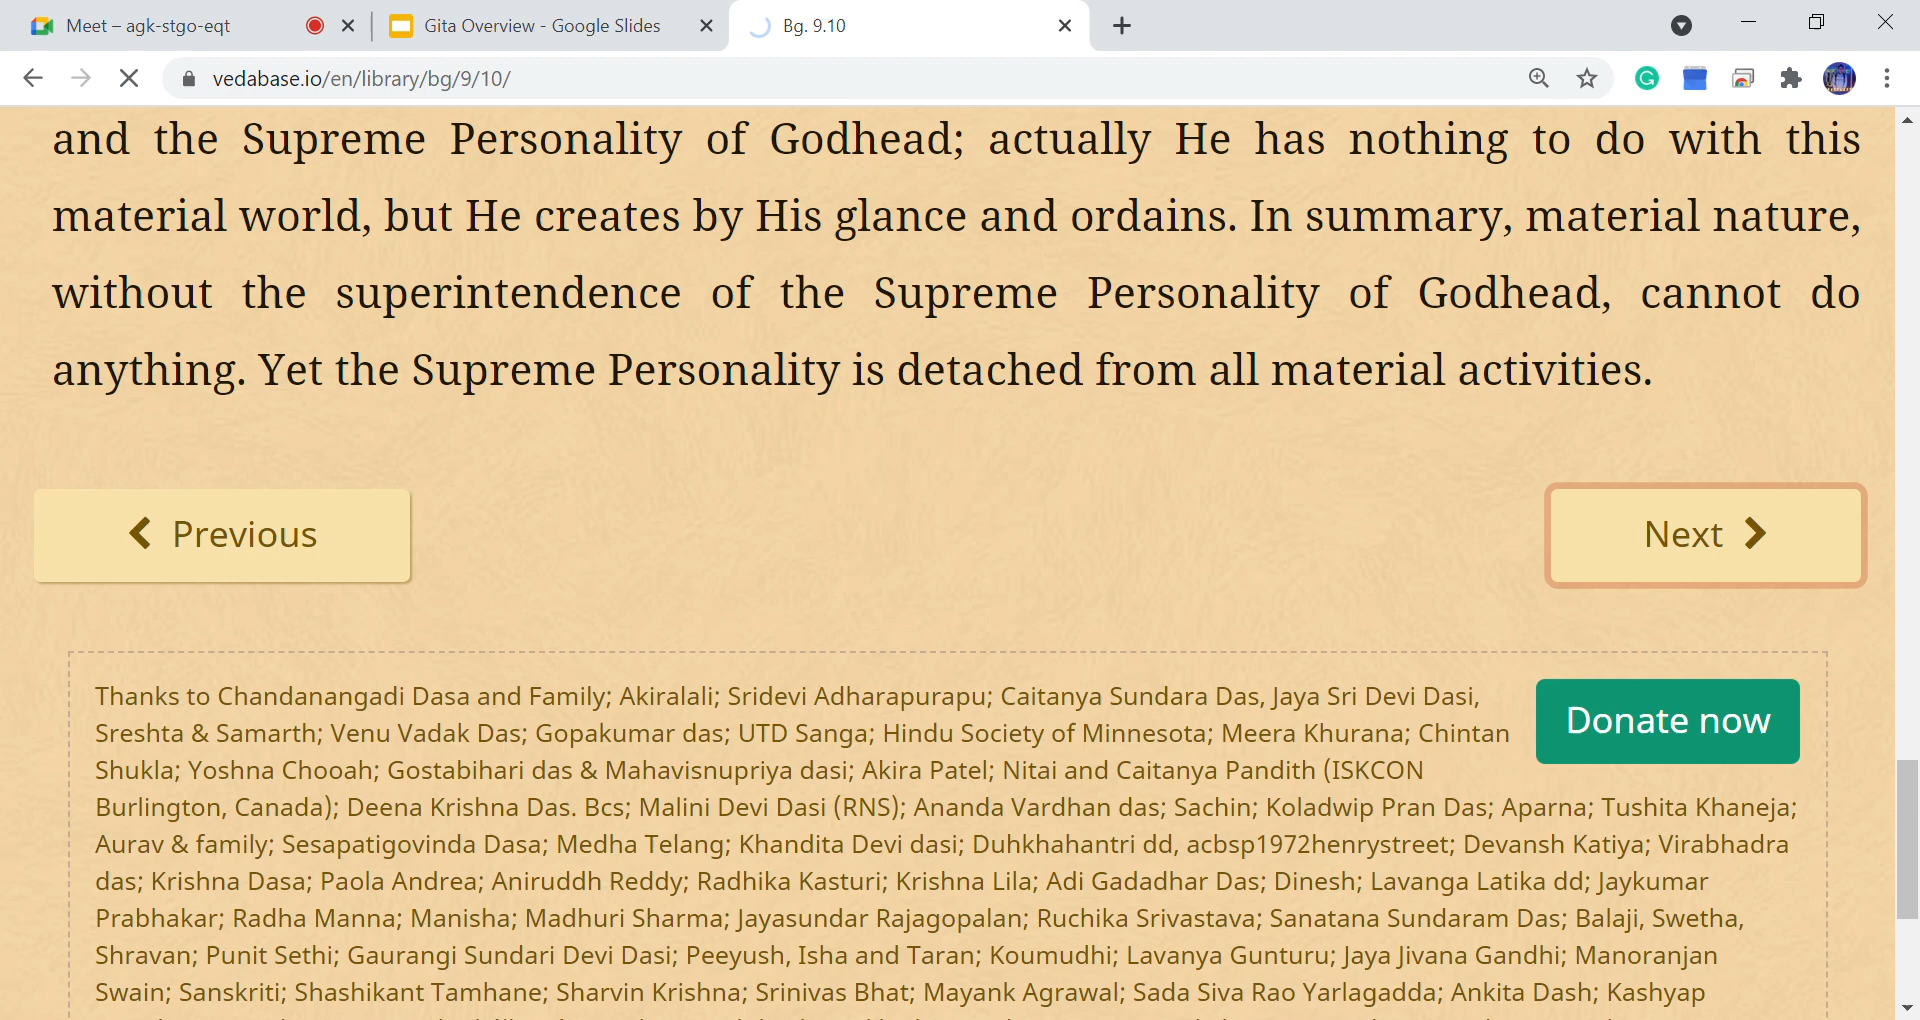 Meet – agk-stgo-eqt
Gita Overview - Google Slides
Bg. 9.10
vedabase.io/en/library/bg/9/10/
and the Supreme Personality of Godhead; actually He has nothing to do with this
material world, but He creates by His glance and ordains. In summary, material nature,
without the superintendence of the Supreme Personality of Godhead, cannot do
anything. Yet the Supreme Personality is detached from all material activities.
Previous
Next
Thanks to Chandanangadi Dasa and Family; Akiralali; Sridevi Adharapurapu; Caitanya Sundara Das, Jaya Sri Devi Dasi,
Donate now
Sreshta & Samarth; Venu Vadak Das; Gopakumar das; UTD Sanga; Hindu Society of Minnesota; Meera Khurana; Chintan
Shukla; Yoshna Chooah; Gostabihari das & Mahavisnupriya dasi; Akira Patel; Nitai and Caitanya Pandith (ISKCON
Burlington, Canada); Deena Krishna Das. Bcs; Malini Devi Dasi (RNS); Ananda Vardhan das; Sachin; Koladwip Pran Das; Aparna; Tushita Khaneja;
Aurav & family; Sesapatigovinda Dasa; Medha Telang; Khandita Devi dasi; Duhkhahantri dd, acbsp1972henrystreet; Devansh Katiya; Virabhadra
das; Krishna Dasa; Paola Andrea; Aniruddh Reddy; Radhika Kasturi; Krishna Lila; Adi Gadadhar Das; Dinesh; Lavanga Latika dd; Jaykumar
Prabhakar; Radha Manna; Manisha; Madhuri Sharma; Jayasundar Rajagopalan; Ruchika Srivastava; Sanatana Sundaram Das; Balaji, Swetha,
Shravan; Punit Sethi; Gaurangi Sundari Devi Dasi; Peeyush, Isha and Taran; Koumudhi; Lavanya Gunturu; Jaya Jivana Gandhi; Manoranjan
Swain; Sanskriti; Shashikant Tamhane; Sharvin Krishna; Srinivas Bhat; Mayank Agrawal; Sada Siva Rao Yarlagadda; Ankita Dash; Kashyap